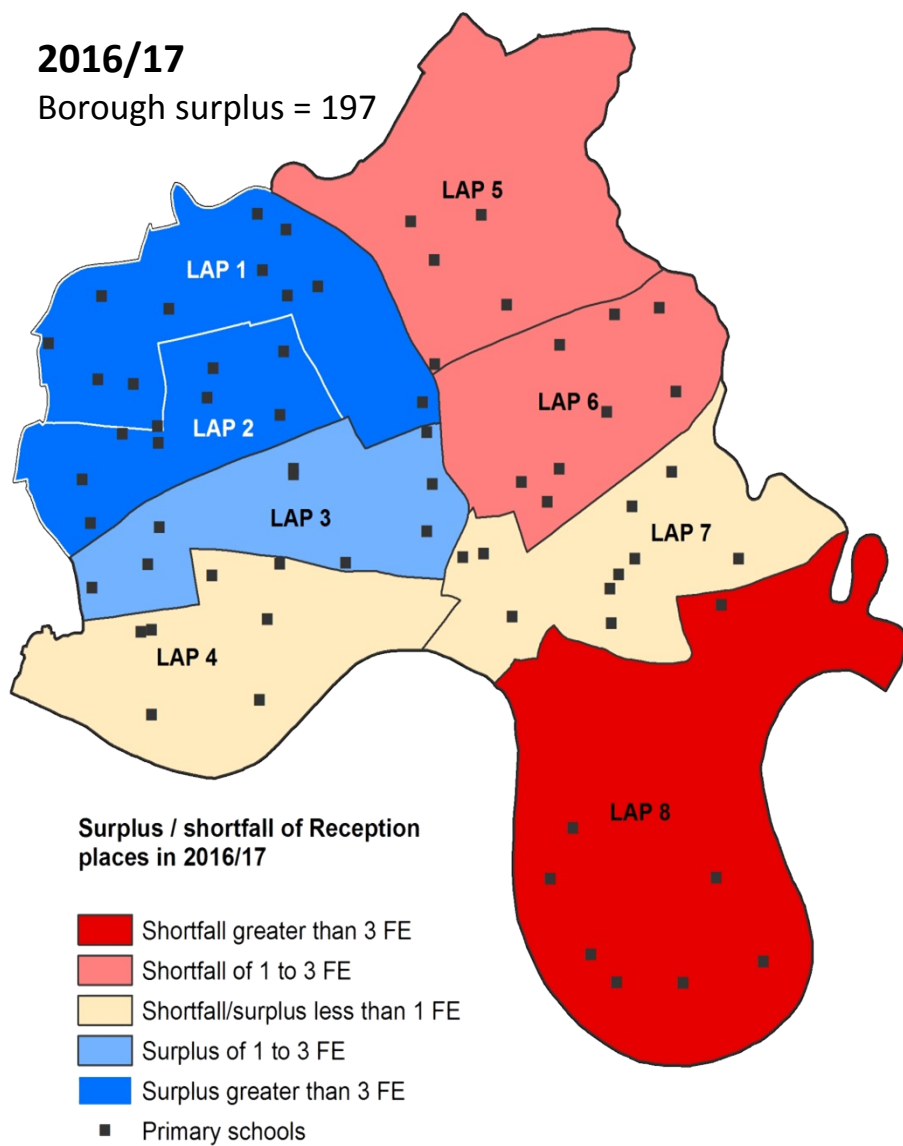 2016/17
Borough surplus = 197
LAP 5
LAP 1
LAP 6
LAP 2
LAP 3
LAP 7
LAP 4
LAP 8
Surplus / shortfall of Reception
places in 2016/17
Shortfall greater than 3 FE
Shortfall of 1 to 3 FE
Shortfall/surplus less than 1 FE
Surplus of 1 to 3 FE
Surplus greater than 3 FE
Primary schools